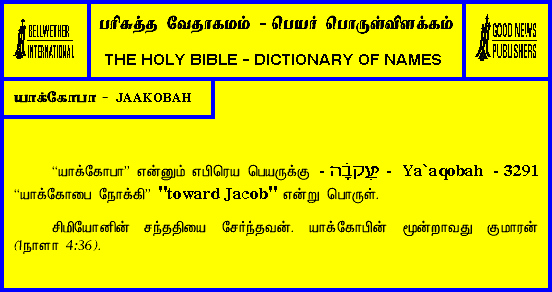 BELLWETHER
INTERNATIONAL
பரிசுத்த வேதாகமம் - பெயர் பொருள்விளக்கம்
THE HOLY BIBLE - DICTIONARY OF NAMES
GOOD NEWS
PUBLISHERS
யாக்கோபா - JAAKOBAH
“யாக்கோபா” என்னும் எபிரெய பெயருக்கு - יַעֲקֹבָה - Ya`aqobah - 3291
“யாக்கோபை நோக்கி” "toward Jacob" என்று பொருள்.
சிமியோனின் சந்ததியை சேர்ந்தவன். யாக்கோபின் மூன்றாவது குமாரன்
(1நாளா 4:36).